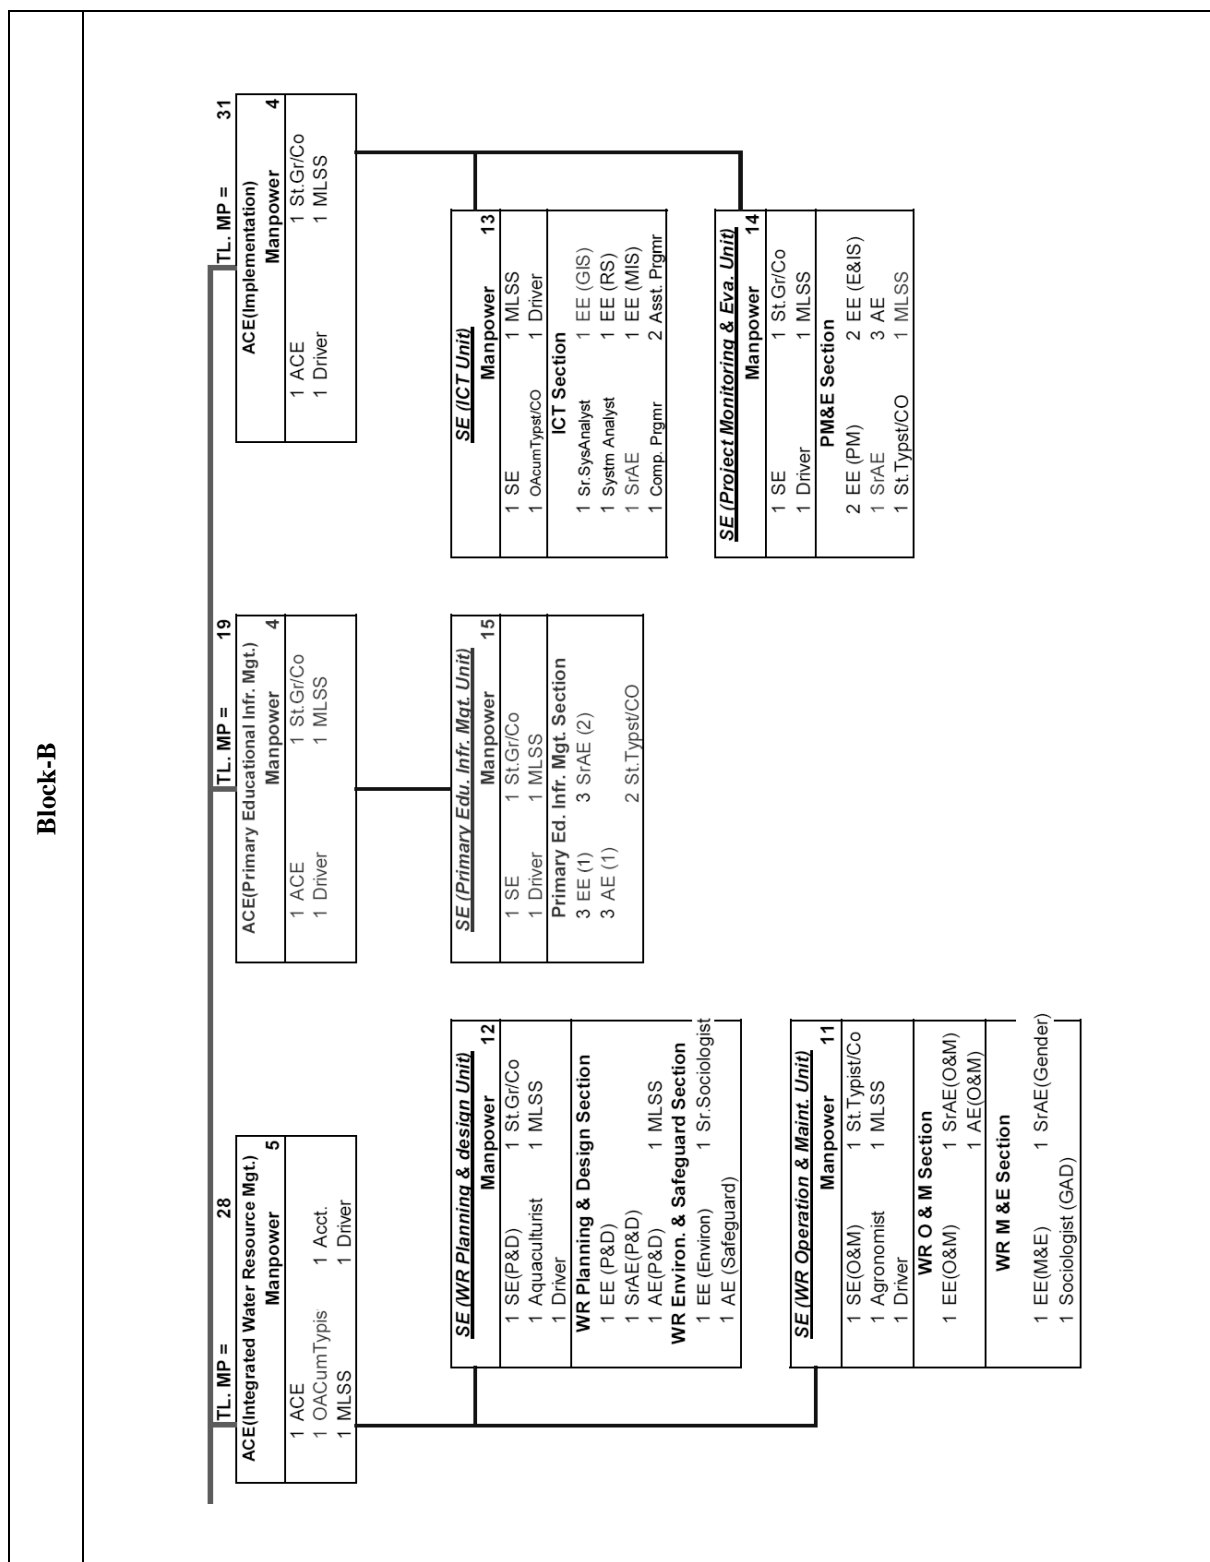 Block-B
TL. MP = 28
ACE(Integrated Water Resource Mgt.)
Manpower 5
1 ACE
1 OACumTypis 1 Acct.
1 MLSS 1 Driver
SE (WR Planning & design Unit)
Manpower 12
1 SE(P&D) 1 St.Gr/Co
1 Aquaculturist 1 MLSS
1 Driver
WR Planning & Design Section
1 EE (P&D)
1 SrAE(P&D)
1 AE(P&D) 1 MLSS
WR Environ. & Safeguard Section
1 EE (Environ) 1 Sr.Sociologist
1 AE (Safeguard)
SE (WR Operation & Maint. Unit)
Manpower 11
1 SE(O&M) 1 St.Typist/Co
1 Agronomist 1 MLSS
1 Driver
WR O & M Section
1 EE(O&M) 1 SrAE(O&M)
1 AE(O&M)
WR M &E Section
1 EE(M&E) 1 SrAE(Gender)
1 Sociologist (GAD)
TL. MP = 19
ACE(Primary Educational Infr. Mgt.)
Manpower 4
1 ACE 1 St.Gr/Co
1 Driver 1 MLSS
SE (Primary Edu. Infr. Mgt. Unit)
Manpower 15
1 SE 1 St.Gr/Co
1 Driver 1 MLSS
Primary Ed. Infr. Mgt. Section
3 EE (1) 3 SrAE (2)
3 AE (1)
2 St.Typst/CO
TL. MP = 31
ACE(Implementation)
Manpower 4
1 ACE 1 St.Gr/Co
1 Driver 1 MLSS
SE (ICT Unit)
Manpower 13
1 SE 1 MLSS
1 OAcumTypst/CO 1 Driver
ICT Section
1 Sr.SysAnalyst 1 EE (GIS)
1 Systm Analyst 1 EE (RS)
1 SrAE 1 EE (MIS)
1 Comp. Prgmr 2 Asst. Prgmr
SE (Project Monitoring & Eva. Unit)
Manpower 14
1 SE 1 St.Gr/Co
1 Driver 1 MLSS
PM&E Section
2 EE (PM) 2 EE (E&IS)
1 SrAE 3 AE
1 St.Typst/CO 1 MLSS